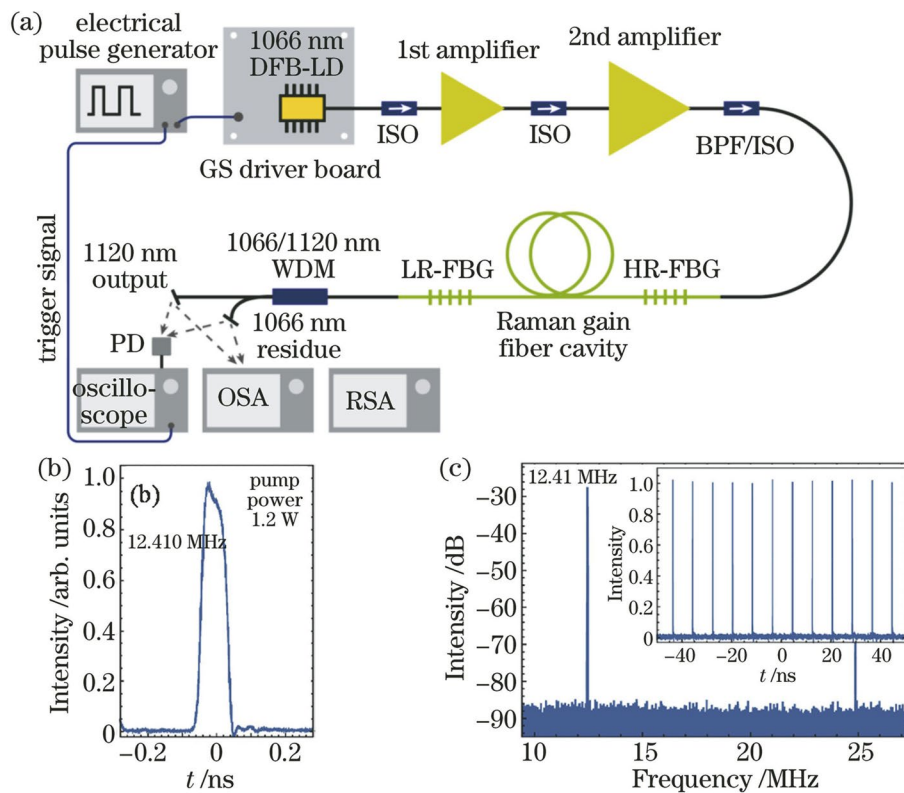 (a)
electrical
pulse generator
1066 nm
DFB-LD
1st amplifier
2nd amplifier
ISO
ISO
BPF/ISO
GS driver board
trigger signal
1120 nm
output
1066/1120 nm
WDM
LR-FBG
HR-FBG
1066 nm
residue
Raman gain
fiber cavity
PD
oscillo-
scope
OSA
RSA
(b)
(b)
pump
power
1.2 W
12.410 MHz
Intensity /arb. units
1.0
0.8
0.6
0.4
0.2
0
−0.2
0
0.2
t /ns
(c)
12.41 MHz
Intensity /dB
−30
−40
−50
−60
−70
−80
−90
10
15
20
25
Frequency /MHz
Intensity
1.0
0.8
0.6
0.4
0.2
0
−40
−20
0
20
40
t /ns